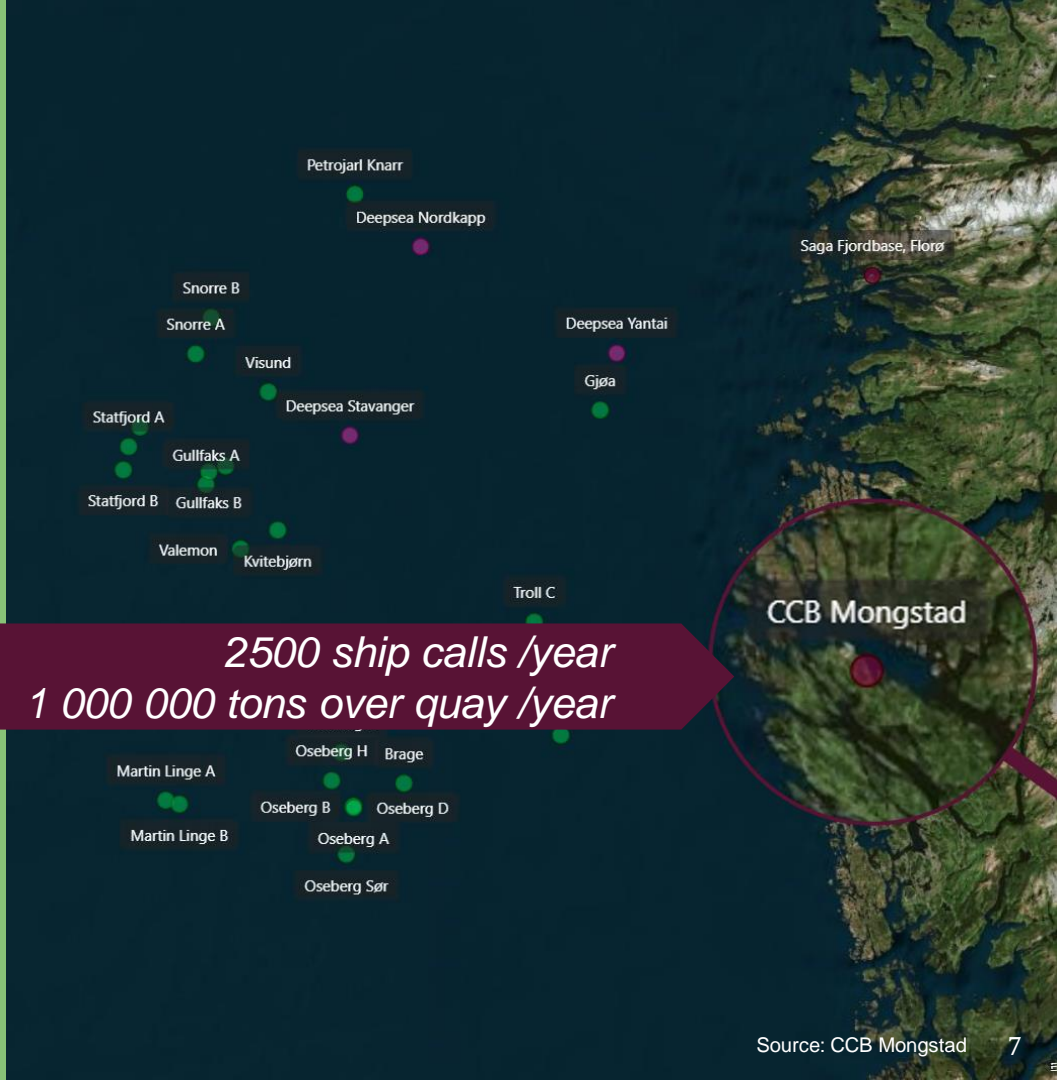 Petrojarl Knarr
Deepsea Nordkapp
Saga Fjordbase, Florø
Snorre B
Snorre A
Deepsea Yantai
Visund
Gjøa
Deepsea Stavanger
Statfjord A
Gullfaks A
Statfjord B
Gullfaks B
Valemon
Kvitebjørn
Troll C
CCB Mongstad
2500 ship calls /year
1 000 000 tons over quay /year
Oseberg H
Brage
Martin Linge A
Oseberg B
Oseberg D
Martin Linge B
Oseberg A
Oseberg Sør
Source: CCB Mongstad
7